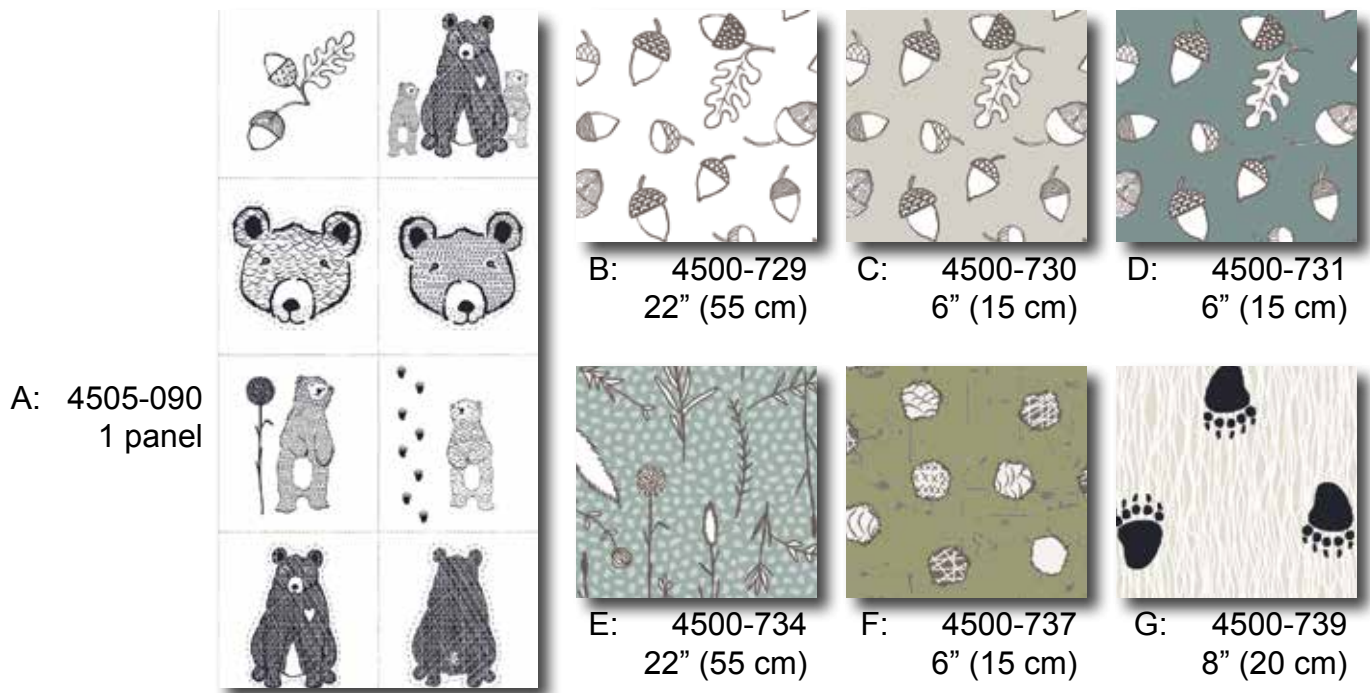 A: 4505-090
1 panel
B: 4500-729
22” (55 cm)
C: 4500-730
6” (15 cm)
D: 4500-731
6” (15 cm)
E: 4500-734
22” (55 cm)
F: 4500-737
6” (15 cm)
G: 4500-739
8” (20 cm)